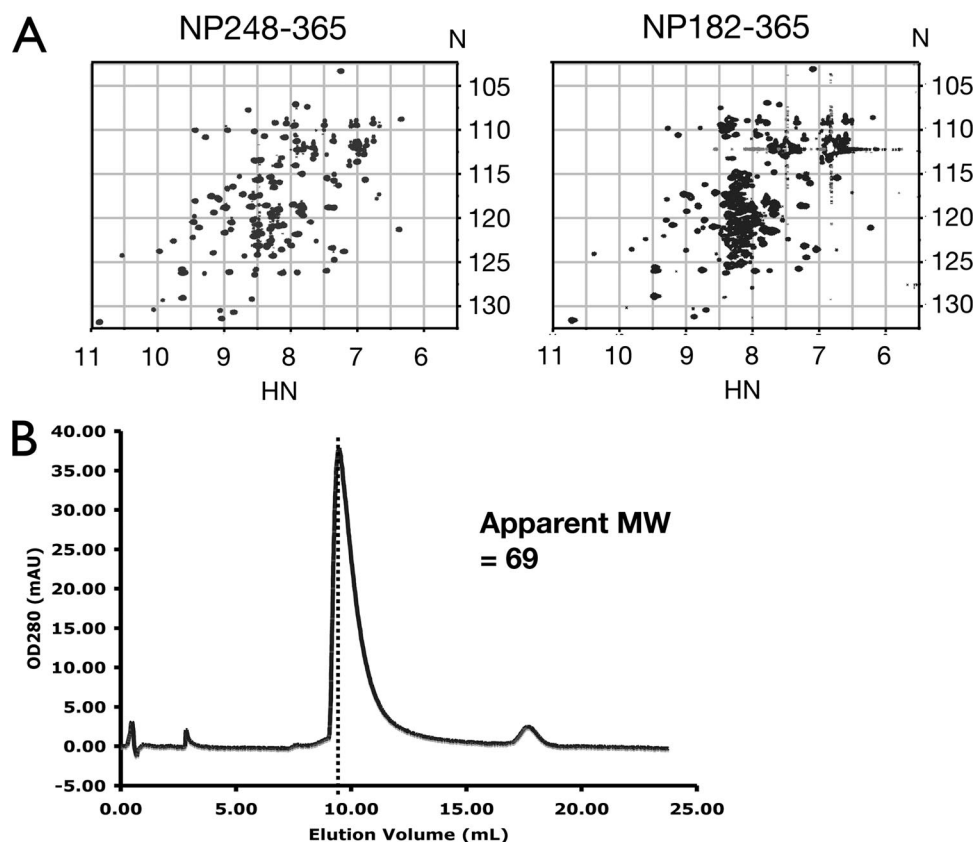 A
NP248-365
N
105
110
115
120
125
130
11 10 9 8 7 6
HN
NP182-365
N
105
110
115
120
125
130
11 10 9 8 7 6
HN
B
40.00
35.00
30.00
25.00
20.00
15.00
10.00
5.00
0.00
-5.00
OD280 (mAU)
Apparent MW
= 69
0.00 5.00 10.00 15.00 20.00 25.00
Elution Volume (mL)